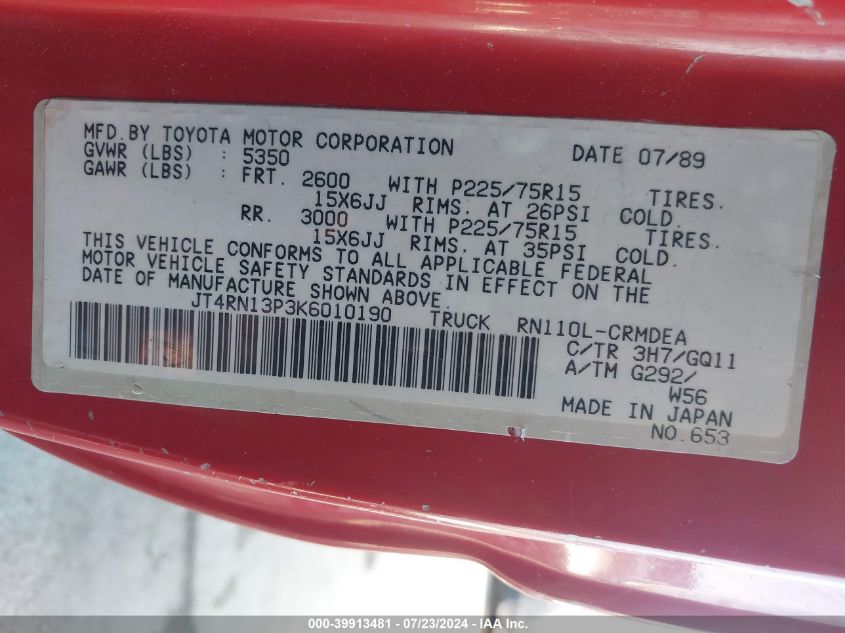 MFD. BY TOYOTA MOTOR CORPORATION DATE 07/89
GVWR (LBS) : 5350
GAWR (LBS) : FRT. 2600 WITH P225/75R15 TIRES.
15X6JJ RIMS. AT 26PSI COLD.
RR. 3000 WITH P225/75R15 TIRES.
15X6JJ RIMS. AT 35PSI COLD.
THIS VEHICLE CONFORMS TO ALL APPLICABLE FEDERAL
MOTOR VEHICLE SAFETY STANDARDS IN EFFECT ON THE
DATE OF MANUFACTURE SHOWN ABOVE.
JT4RN13P3K6010190 TRUCK RN110L-CRMDEA
C/TR 3H7/GQ11
A/TM G292/
W56
MADE IN JAPAN
NO.653
000-39913481 - 07/23/2024 - IAA Inc.